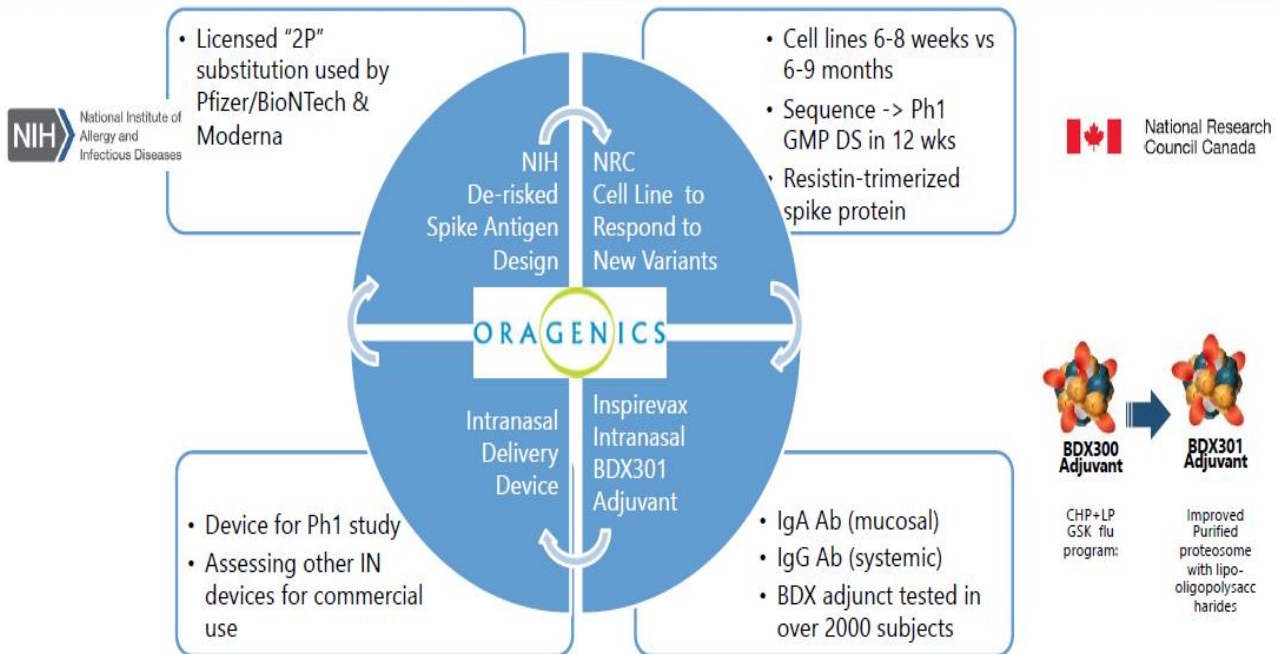 • Licensed “2P”
substitution used by
Pfizer/BioNTech &
Moderna
NIH
National Institute of
Allergy and
Infectious Diseases
• Cell lines 6-8 weeks vs
6-9 months
• Sequence -> Ph1
GMP DS in 12 wks
• Resistin-trimerized
spike protein
National Research
Council Canada
NIH
De-risked
Spike Antigen
Design
NRC
Cell Line to
Respond to
New Variants
ORAGENICS
Intranasal
Delivery
Device
Inspirevax
Intranasal
BDX301
Adjuvant
• Device for Ph1 study
• Assessing other IN
devices for commercial
use
• IgA Ab (mucosal)
• IgG Ab (systemic)
• BDX adjunct tested in
over 2000 subjects
BDX300
Adjuvant
CHP+LP
GSK flu
program:
BDX301
Adjuvant
Improved
Purified
proteosome
with lipo-
oligopolysacc
harides